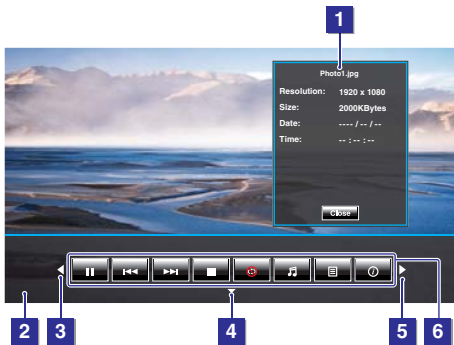 1
Photo1.jpg
Resolution: 1920 x 1080
Size: 2000KBytes
Date: ---- / -- / --
Time: -- : -- : --
Close
2 3 4 5 6